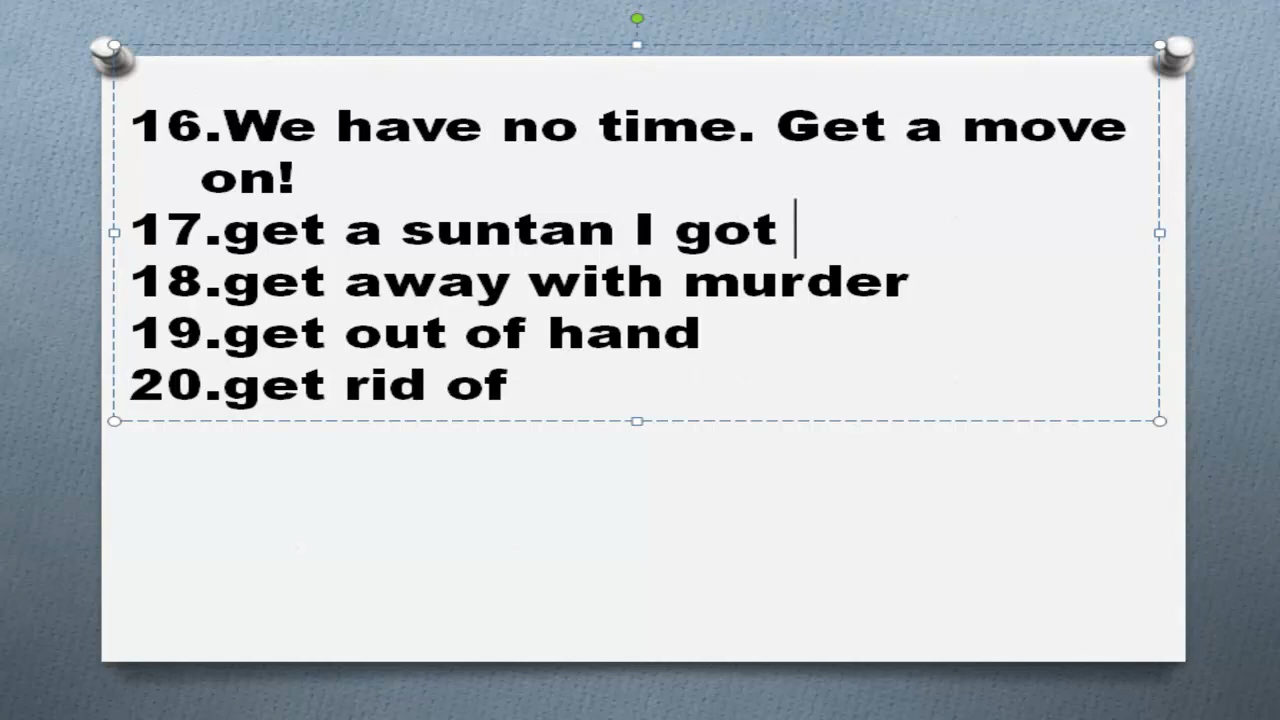 16.We have no time. Get a move
on!
17.get a suntan I got
18.get away with murder
19.get out of hand
20.get rid of